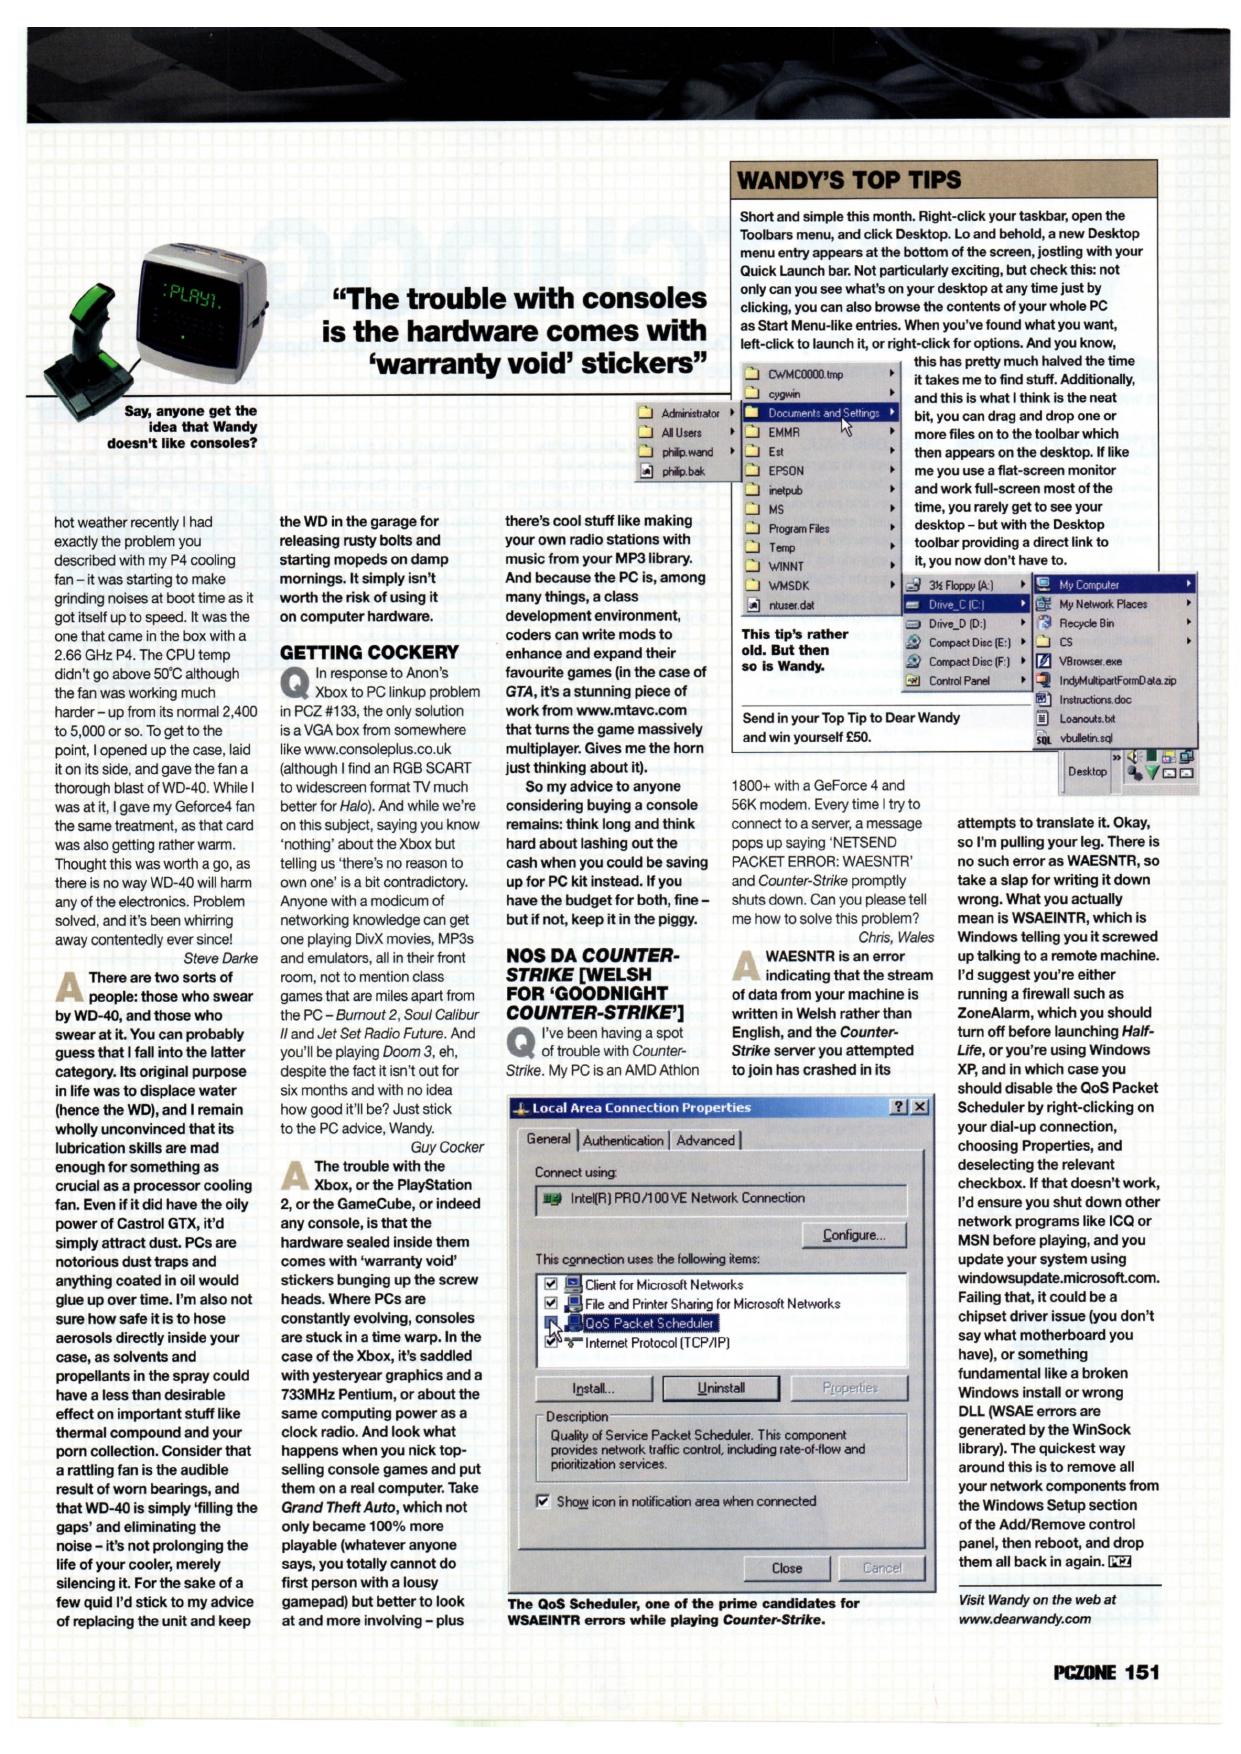 :PLAY1.
Say, anyone get the
idea that Wandy
doesn't like consoles?
“The trouble with consoles
is the hardware comes with
‘warranty void’ stickers”
hot weather recently I had
exactly the problem you
described with my P4 cooling
fan – it was starting to make
grinding noises at boot time as it
got itself up to speed. It was the
one that came in the box with a
2.66 GHz P4. The CPU temp
didn't go above 50°C although
the fan was working much
harder – up from its normal 2,400
to 5,000 or so. To get to the
point, I opened up the case, laid
it on its side, and gave the fan a
thorough blast of WD-40. While I
was at it, I gave my Geforce4 fan
the same treatment, as that card
was also getting rather warm.
Thought this was worth a go, as
there is no way WD-40 will harm
any of the electronics. Problem
solved, and it's been whirring
away contentedly ever since!
Steve Darke
A There are two sorts of
people: those who swear
by WD-40, and those who
swear at it. You can probably
guess that I fall into the latter
category. Its original purpose
in life was to displace water
(hence the WD), and I remain
wholly unconvinced that its
lubrication skills are mad
enough for something as
crucial as a processor cooling
fan. Even if it did have the oily
power of Castrol GTX, it'd
simply attract dust. PCs are
notorious dust traps and
anything coated in oil would
glue up over time. I'm also not
sure how safe it is to hose
aerosols directly inside your
case, as solvents and
propellants in the spray could
have a less than desirable
effect on important stuff like
thermal compound and your
porn collection. Consider that
a rattling fan is the audible
result of worn bearings, and
that WD-40 is simply ‘filling the
gaps’ and eliminating the
noise – it's not prolonging the
life of your cooler, merely
silencing it. For the sake of a
few quid I'd stick to my advice
of replacing the unit and keep
the WD in the garage for
releasing rusty bolts and
starting mopeds on damp
mornings. It simply isn't
worth the risk of using it
on computer hardware.
GETTING COCKERY
Q In response to Anon's
Xbox to PC linkup problem
in PCZ #133, the only solution
is a VGA box from somewhere
like www.consoleplus.co.uk
(although I find an RGB SCART
to widescreen format TV much
better for Halo). And while we're
on this subject, saying you know
‘nothing’ about the Xbox but
telling us ‘there's no reason to
own one’ is a bit contradictory.
Anyone with a modicum of
networking knowledge can get
one playing DivX movies, MP3s
and emulators, all in their front
room, not to mention class
games that are miles apart from
the PC – Burnout 2, Soul Calibur
II and Jet Set Radio Future. And
you'll be playing Doom 3, eh,
despite the fact it isn't out for
six months and with no idea
how good it'll be? Just stick
to the PC advice, Wandy.
Guy Cocker
A The trouble with the
Xbox, or the PlayStation
2, or the GameCube, or indeed
any console, is that the
hardware sealed inside them
comes with ‘warranty void’
stickers bunging up the screw
heads. Where PCs are
constantly evolving, consoles
are stuck in a time warp. In the
case of the Xbox, it's saddled
with yesteryear graphics and a
733MHz Pentium, or about the
same computing power as a
clock radio. And look what
happens when you nick top-
selling console games and put
them on a real computer. Take
Grand Theft Auto, which not
only became 100% more
playable (whatever anyone
says, you totally cannot do
first person with a lousy
gamepad) but better to look
at and more involving – plus
there's cool stuff like making
your own radio stations with
music from your MP3 library.
And because the PC is, among
many things, a class
development environment,
coders can write mods to
enhance and expand their
favourite games (in the case of
GTA, it's a stunning piece of
work from www.mtavc.com
that turns the game massively
multiplayer. Gives me the horn
just thinking about it).
So my advice to anyone
considering buying a console
remains: think long and think
hard about lashing out the
cash when you could be saving
up for PC kit instead. If you
have the budget for both, fine –
but if not, keep it in the piggy.
NOS DA COUNTER-
STRIKE [WELSH
FOR ‘GOODNIGHT
COUNTER-STRIKE’]
Q I've been having a spot
of trouble with Counter-
Strike. My PC is an AMD Athlon
1800+ with a GeForce 4 and
56K modem. Every time I try to
connect to a server, a message
pops up saying ‘NETSEND
PACKET ERROR: WAESNTR’
and Counter-Strike promptly
shuts down. Can you please tell
me how to solve this problem?
Chris, Wales
A WAESNTR is an error
indicating that the stream
of data from your machine is
written in Welsh rather than
English, and the Counter-
Strike server you attempted
to join has crashed in its
attempts to translate it. Okay,
so I'm pulling your leg. There is
no such error as WAESNTR, so
take a slap for writing it down
wrong. What you actually
mean is WSAEINTR, which is
Windows telling you it screwed
up talking to a remote machine.
I'd suggest you're either
running a firewall such as
ZoneAlarm, which you should
turn off before launching Half-
Life, or you're using Windows
XP, and in which case you
should disable the QoS Packet
Scheduler by right-clicking on
your dial-up connection,
choosing Properties, and
deselecting the relevant
checkbox. If that doesn't work,
I'd ensure you shut down other
network programs like ICQ or
MSN before playing, and you
update your system using
windowsupdate.microsoft.com.
Failing that, it could be a
chipset driver issue (you don't
say what motherboard you
have), or something
fundamental like a broken
Windows install or wrong
DLL (WSAE errors are
generated by the WinSock
library). The quickest way
around this is to remove all
your network components from
the Windows Setup section
of the Add/Remove control
panel, then reboot, and drop
them all back in again. PCZ
Visit Wandy on the web at
www.dearwandy.com
WANDY'S TOP TIPS
Short and simple this month. Right-click your taskbar, open the
Toolbars menu, and click Desktop. Lo and behold, a new Desktop
menu entry appears at the bottom of the screen, jostling with your
Quick Launch bar. Not particularly exciting, but check this: not
only can you see what's on your desktop at any time just by
clicking, you can also browse the contents of your whole PC
as Start Menu-like entries. When you've found what you want,
left-click to launch it, or right-click for options. And you know,
this has pretty much halved the time
it takes me to find stuff. Additionally,
and this is what I think is the neat
bit, you can drag and drop one or
more files on to the toolbar which
then appears on the desktop. If like
me you use a flat-screen monitor
and work full-screen most of the
time, you rarely get to see your
desktop – but with the Desktop
toolbar providing a direct link to
it, you now don't have to.
Administrator
All Users
philip.wand
philip.bak
CWMC0000.tmp
cygwin
Documents and Settings
EMMR
Est
EPSON
inetpub
MS
Program Files
Temp
WINNT
WMSDK
ntuser.dat
3½ Floppy (A:)
Drive_C (C:)
Drive_D (D:)
Compact Disc (E:)
Compact Disc (F:)
Control Panel
My Computer
My Network Places
Recycle Bin
CS
VBrowser.exe
IndyMultipartFormData.zip
Instructions.doc
Loanouts.txt
SQL vbulletin.sql
Desktop »
This tip's rather
old. But then
so is Wandy.
Send in your Top Tip to Dear Wandy
and win yourself £50.
Local Area Connection Properties
General Authentication Advanced
Connect using:
Intel(R) PRO/100 VE Network Connection
Configure...
This connection uses the following items:
Client for Microsoft Networks
File and Printer Sharing for Microsoft Networks
QoS Packet Scheduler
Internet Protocol (TCP/IP)
Install... Uninstall Properties
Description
Quality of Service Packet Scheduler. This component
provides network traffic control, including rate-of-flow and
prioritization services.
Show icon in notification area when connected
Close Cancel
The QoS Scheduler, one of the prime candidates for
WSAEINTR errors while playing Counter-Strike.
PCZONE 151